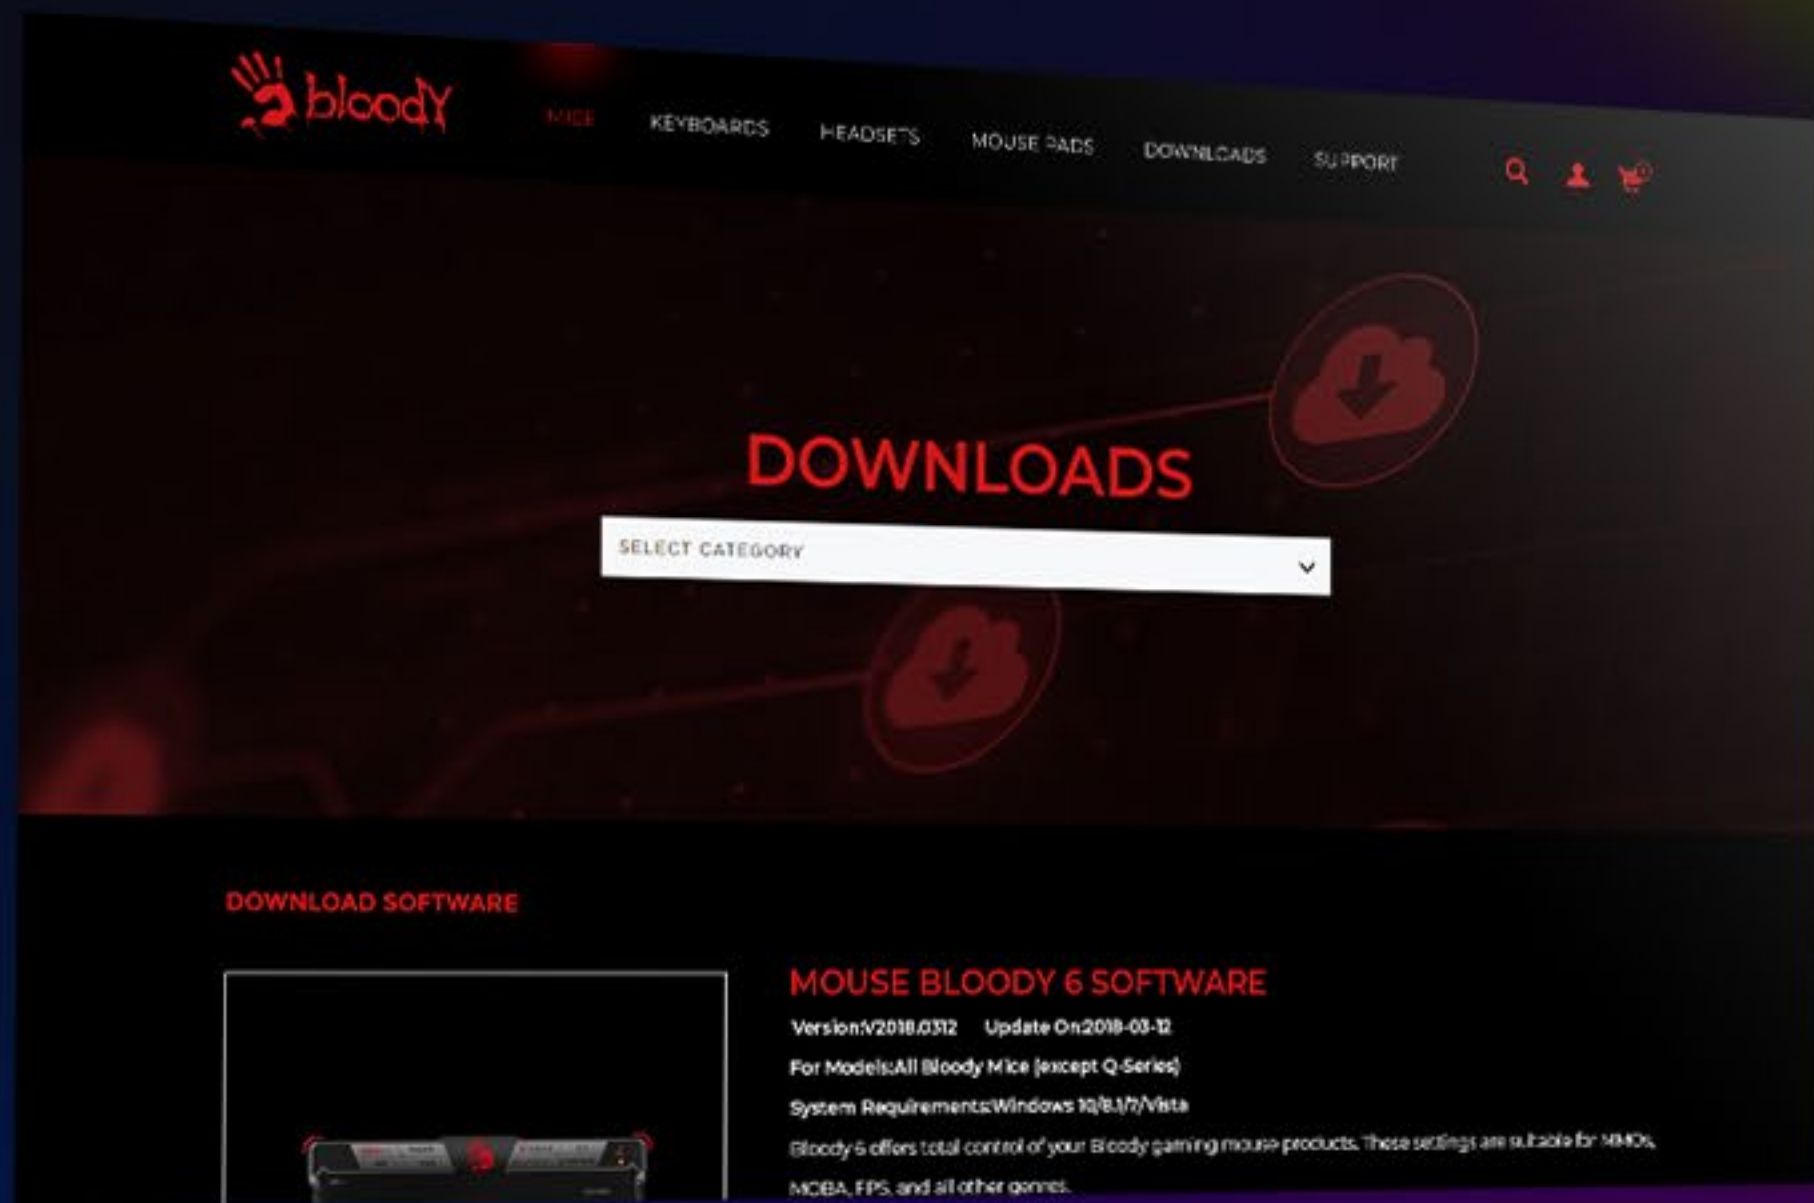 bloody
MICE KEYBOARDS HEADSETS MOUSE PADS DOWNLOADS SUPPORT
DOWNLOADS
SELECT CATEGORY
DOWNLOAD SOFTWARE
MOUSE BLOODY 6 SOFTWARE
Version:V2018.0312 Update On:2018-03-12
For Models:All Bloody Mice (except Q-Series)
System Requirements:Windows 10/8.1/7/Vista
Bloody 6 offers total control of your Bloody gaming mouse products. These settings are suitable for MMOs,
MOBA, FPS, and all other genres.